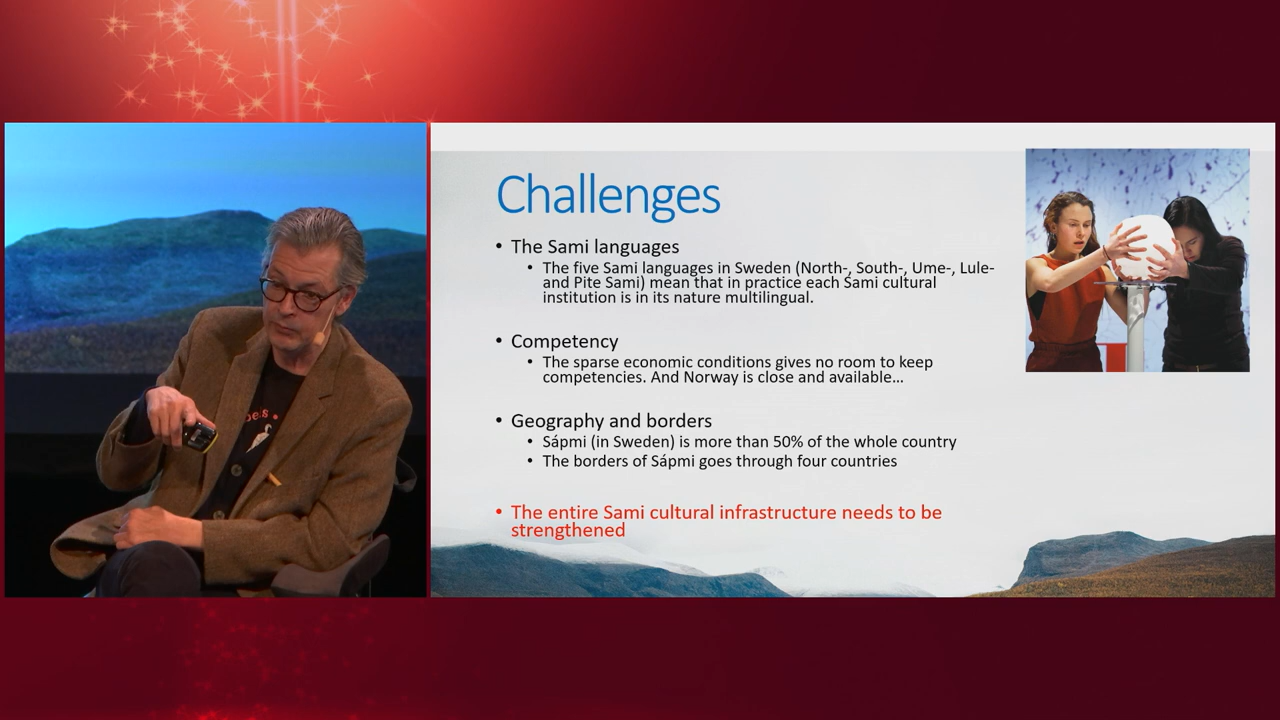 Challenges
• The Sami languages
• The five Sami languages in Sweden (North-, South-, Ume-, Lule-
and Pite Sami) mean that in practice each Sami cultural
institution is in its nature multilingual.
• Competency
• The sparse economic conditions gives no room to keep
competencies. And Norway is close and available…
• Geography and borders
• Sápmi (in Sweden) is more than 50% of the whole country
• The borders of Sápmi goes through four countries
• The entire Sami cultural infrastructure needs to be
strengthened